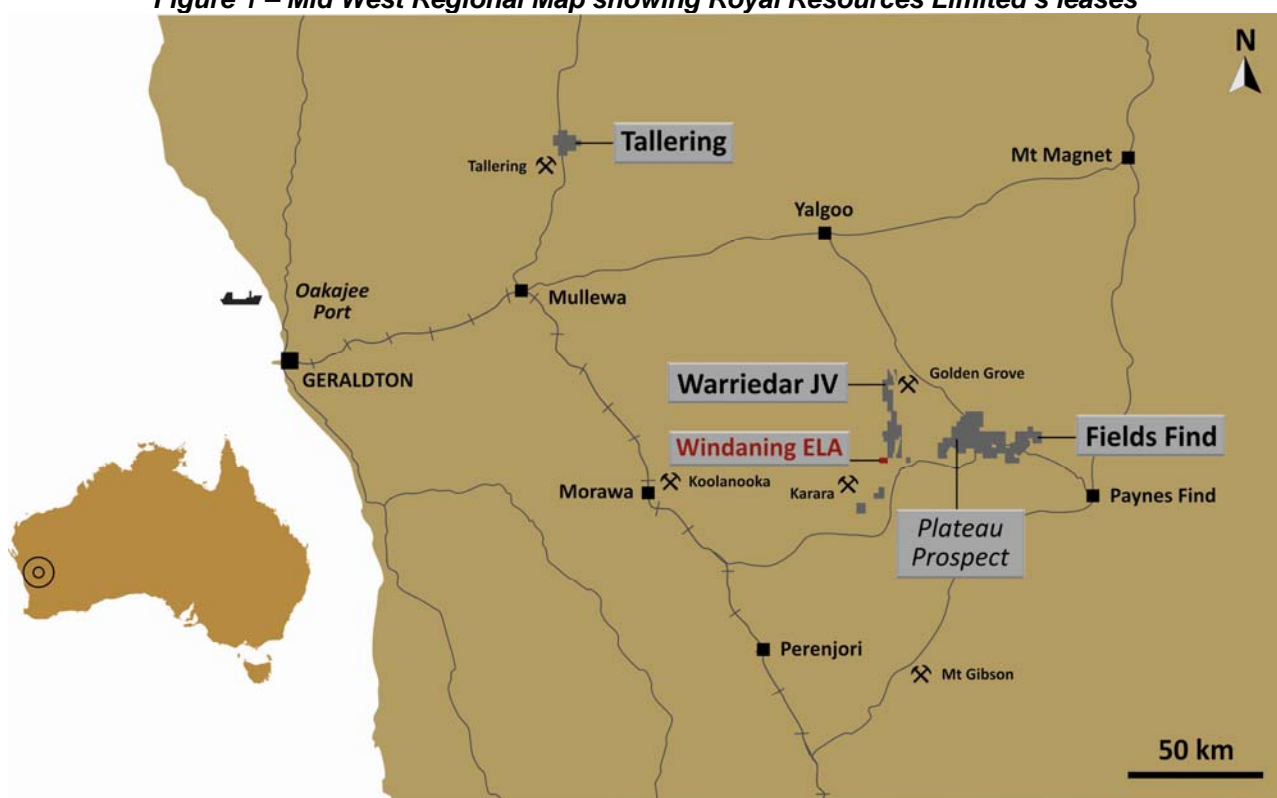 Figure 1 – Mid West Regional Map showing Royal Resources Limited's leases
N
Tallering
Tallering
Mt Magnet
Yalgoo
Oakajee
Port
Mullewa
GERALDTON
Warriedar JV
Golden Grove
Windaning ELA
Fields Find
Morawa
Koolanooka
Karara
Paynes Find
Plateau
Prospect
Perenjori
Mt Gibson
50 km